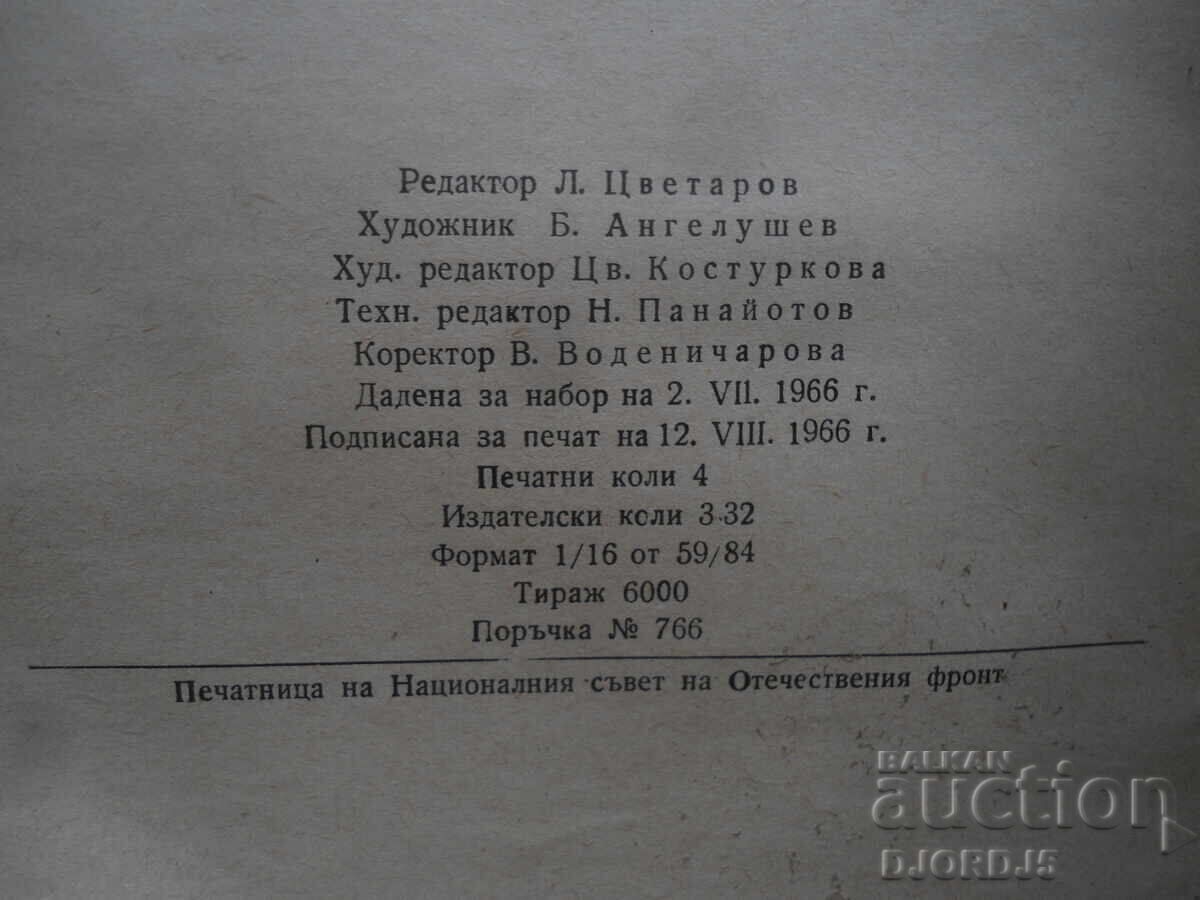 Редактор Л. Цветаров
Художник Б. Ангелушев
Худ. редактор Цв. Костуркова
Техн. редактор Н. Панайотов
Коректор В. Воденичарова
Дадена за набор на 2. VII. 1966 г.
Подписана за печат на 12. VIII. 1966 г.
Печатни коли 4
Издателски коли 3·32
Формат 1/16 от 59/84
Тираж 6000
Поръчка № 766
Печатница на Националния съвет на Отечествения фронт
BALKAN
auction
DJORDJ5